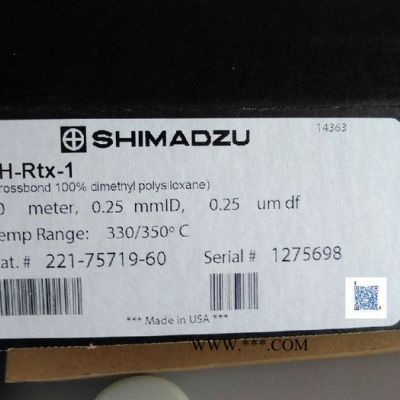 14363
SHIMADZU
H-Rtx-1
rossbond 100% dimethyl polysiloxane)
0 meter, 0.25 mmID, 0.25 um df
emp Range: 330/350° C
at. # 221-75719-60 Serial # 1275698
*** Made in USA ***
WWW.***.COM